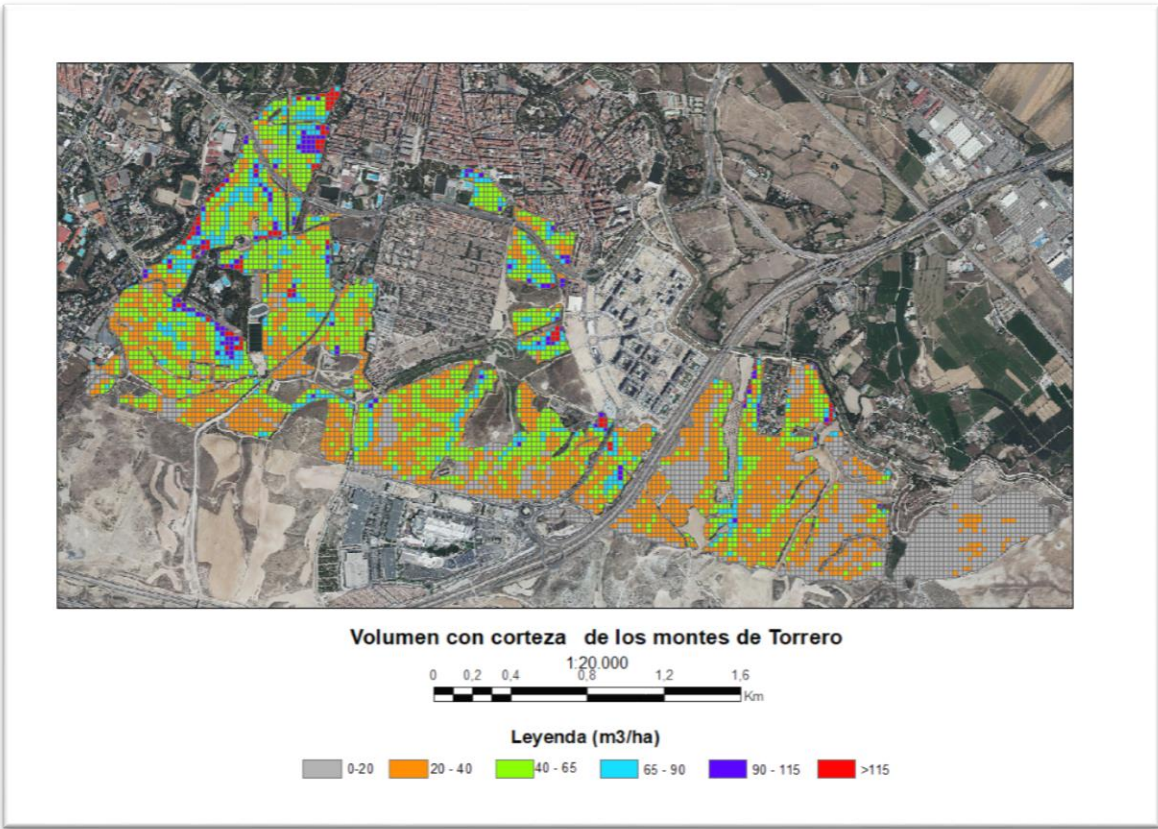 Volumen con corteza de los montes de Torrero
1:20.000
0 0,2 0,4 0,8 1,2 1,6
Km
Leyenda (m3/ha)
0-20 20 - 40 40 - 65 65 - 90 90 - 115 >115